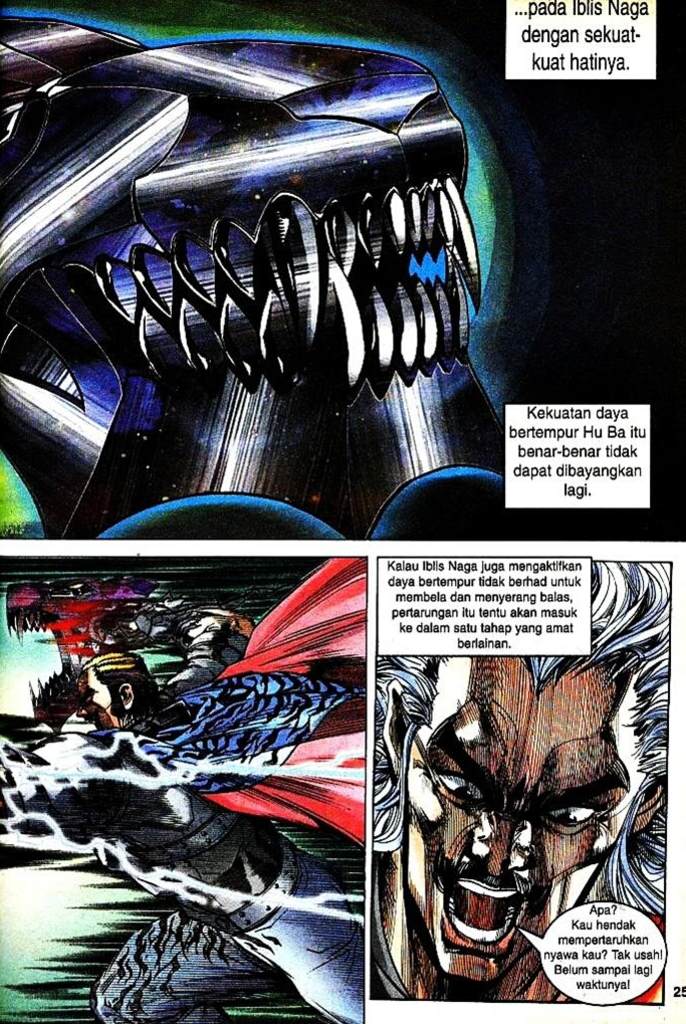 ...pada Iblis Naga
dengan sekuat-
kuat hatinya.
Kekuatan daya
bertempur Hu Ba itu
benar-benar tidak
dapat dibayangkan
lagi.
Kalau Iblis Naga juga mengaktifkan
daya bertempur tidak berhad untuk
membela dan menyerang balas,
pertarungan itu tentu akan masuk
ke dalam satu tahap yang amat
berlainan.
Apa?
Kau hendak
mempertaruhkan
nyawa kau? Tak usah!
Belum sampai lagi
waktunya!
25